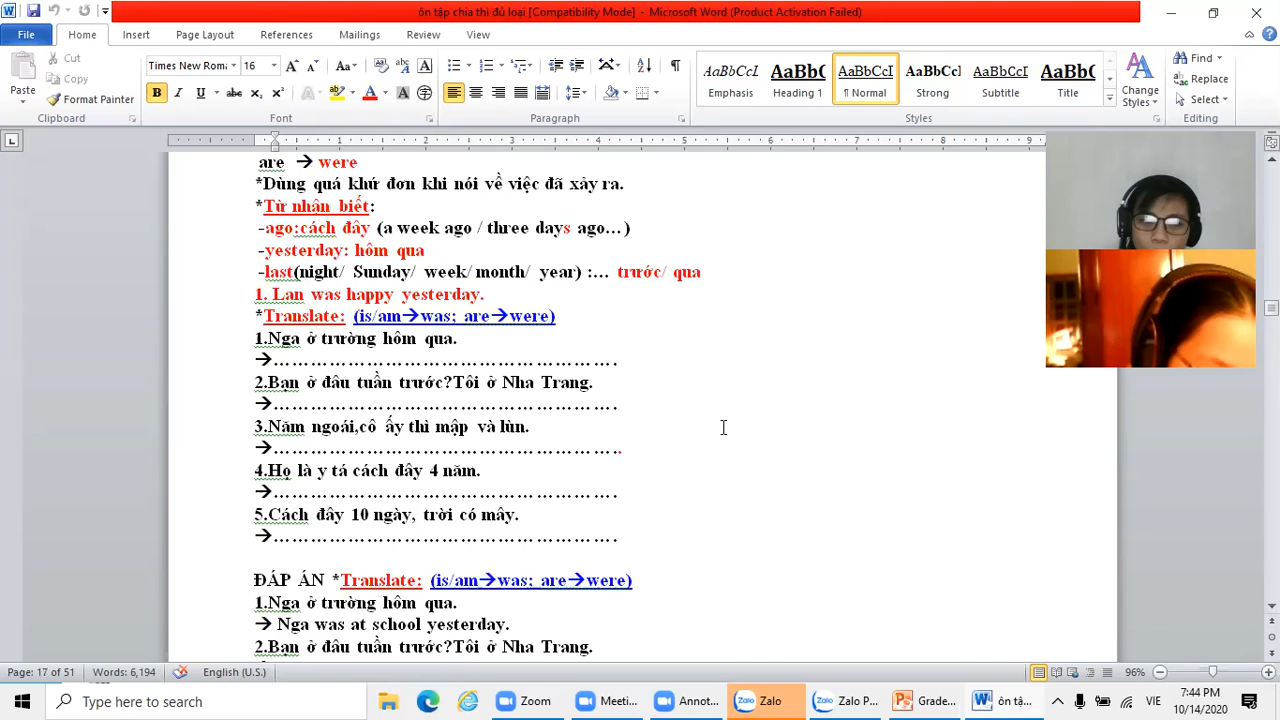 ôn tập chia thì đủ loại [Compatibility Mode] - Microsoft Word (Product Activation Failed)
File Home Insert Page Layout References Mailings Review View
Cut
Copy
Format Painter
Paste
Clipboard
Times New Roma 16
Font
Paragraph
AaBbCcI AaBbC AaBbCcI AaBbCcI AaBbCcI AaBbC
Emphasis Heading 1 ¶ Normal Strong Subtitle Title
Change Styles
Styles
Find
Replace
Select
Editing
are → were
*Dùng quá khứ đơn khi nói về việc đã xảy ra.
*Từ nhận biết:
-ago:cách đây (a week ago / three days ago…)
-yesterday: hôm qua
-last(night/ Sunday/ week/ month/ year) :… trước/ qua
1. Lan was happy yesterday.
*Translate: (is/am→was; are→were)
1.Nga ở trường hôm qua.
→……………………………………………….
2.Bạn ở đâu tuần trước?Tôi ở Nha Trang.
→……………………………………………….
3.Năm ngoái,cô ấy thì mập và lùn.
→………………………………………………..
4.Họ là y tá cách đây 4 năm.
→……………………………………………….
5.Cách đây 10 ngày, trời có mây.
→……………………………………………….
ĐÁP ÁN *Translate: (is/am→was; are→were)
1.Nga ở trường hôm qua.
→ Nga was at school yesterday.
2.Bạn ở đâu tuần trước?Tôi ở Nha Trang.
Page: 17 of 51 Words: 6,194 English (U.S.) 96%
Type here to search Zoom Meeti... Annot... Zalo Zalo P... Grade... ôn tậ... VIE 7:44 PM
10/14/2020